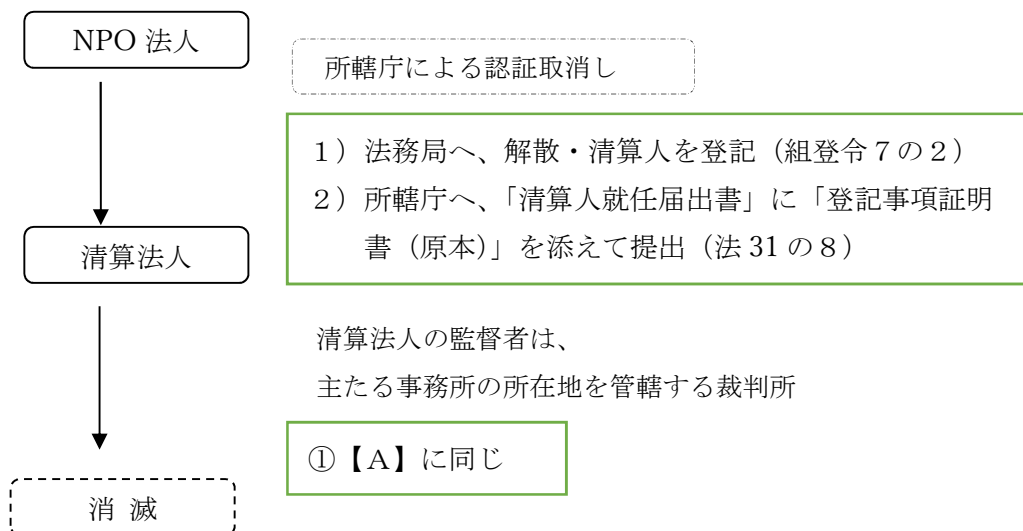 NPO 法人
所轄庁による認証取消し
１）法務局へ、解散・清算人を登記（組登令７の２）
２）所轄庁へ、「清算人就任届出書」に「登記事項証明
書（原本）」を添えて提出（法 31 の８）
清算法人
清算法人の監督者は、
主たる事務所の所在地を管轄する裁判所
①【Ａ】に同じ
消 滅